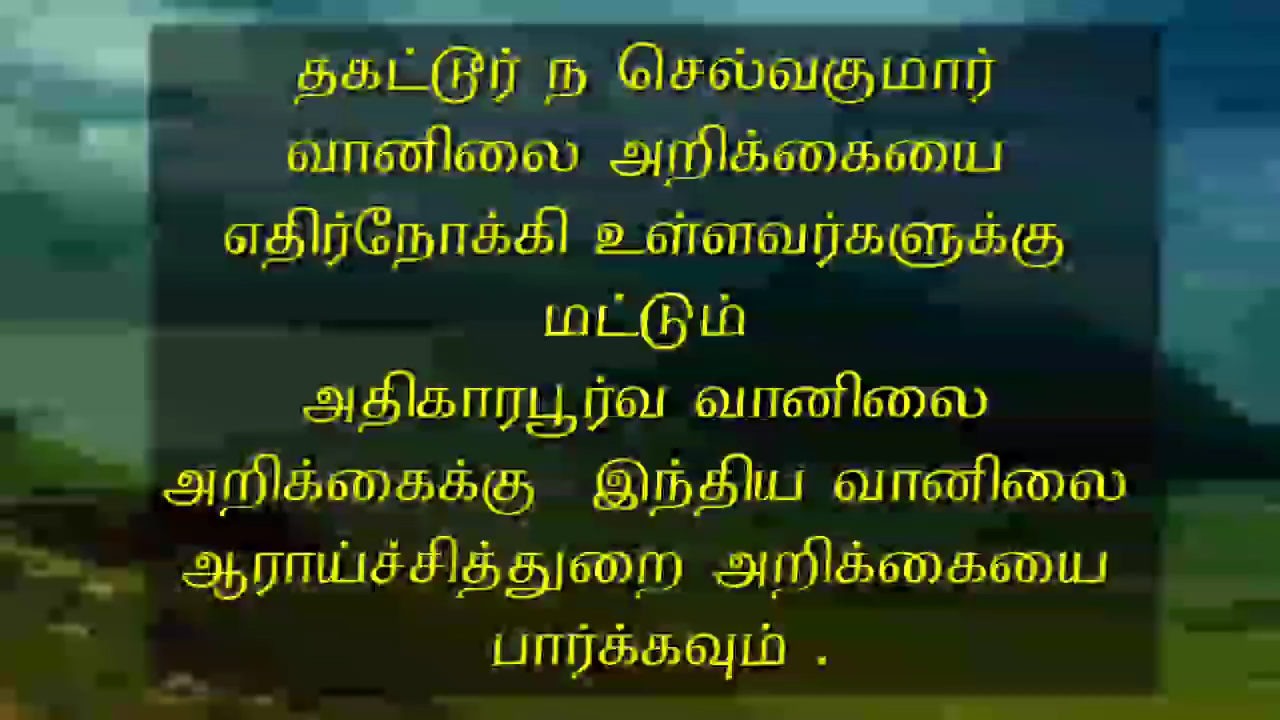 தகட்டூர் ந செல்வகுமார்
வானிலை அறிக்கையை
எதிர்நோக்கி உள்ளவர்களுக்கு
மட்டும்
அதிகாரபூர்வ வானிலை
அறிக்கைக்கு இந்திய வானிலை
ஆராய்ச்சித்துறை அறிக்கையை
பார்க்கவும் .